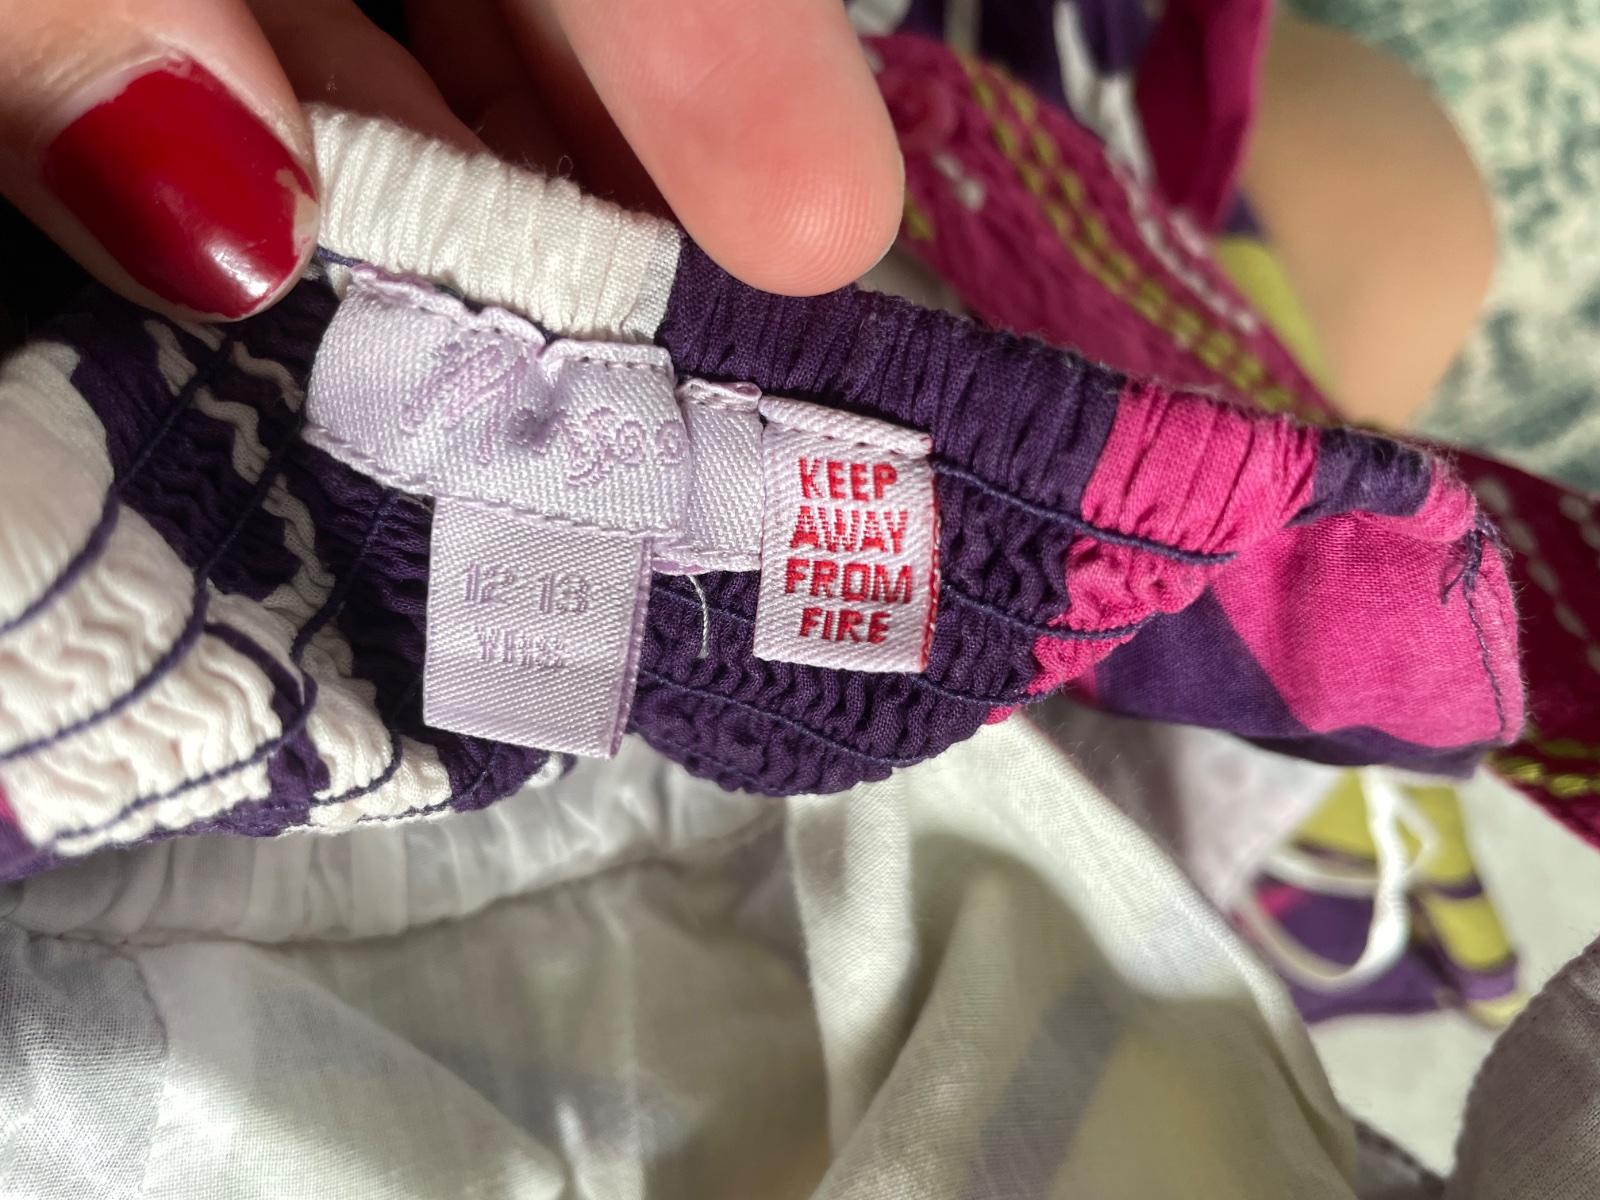 12 13
YRS
KEEP
AWAY
FROM
FIRE